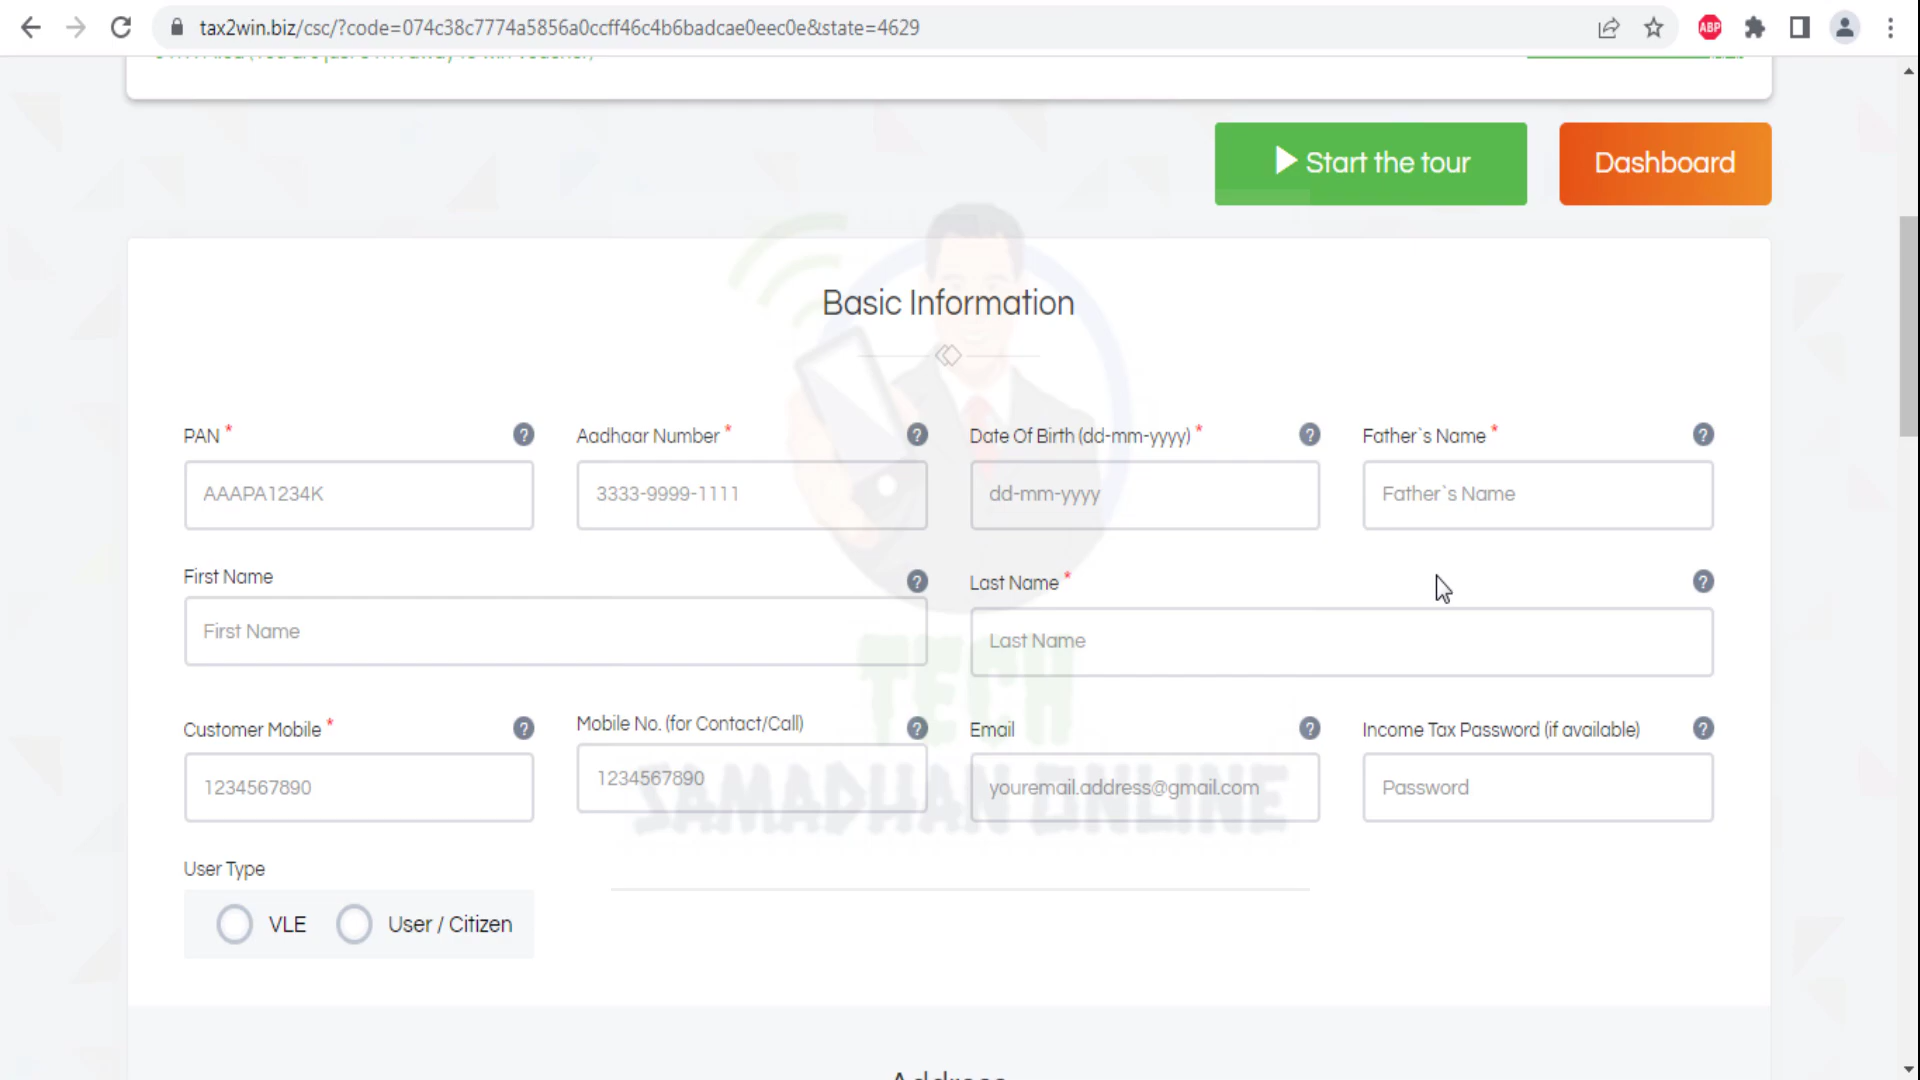 tax2win.biz/csc/?code=074c38c7774a5856a0ccff46c4b6badcae0eec0e&state=4629
ABP
Start the tour
Dashboard
Basic Information
PAN * ?
Aadhaar Number * ?
Date Of Birth (dd-mm-yyyy) * ?
Father`s Name * ?
AAAPA1234K
3333-9999-1111
dd-mm-yyyy
Father`s Name
First Name ?
Last Name * ?
First Name
Last Name
TECH
Customer Mobile * ?
Mobile No. (for Contact/Call) ?
Email ?
Income Tax Password (if available) ?
1234567890
1234567890
youremail.address@gmail.com
Password
SAMADHAN ONLINE
User Type
VLE
User / Citizen
Address